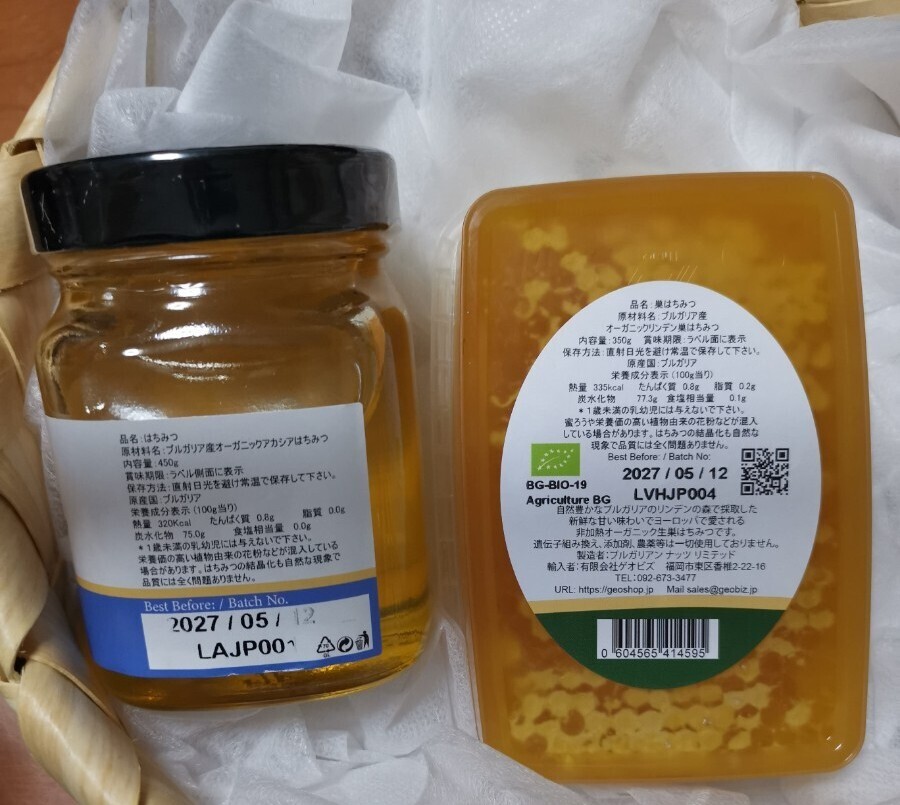 品名：はちみつ
原材料名：ブルガリア産オーガニックアカシアはちみつ
内容量：450g
賞味期限：ラベル側面に表示
保存方法：直射日光を避け常温で保存して下さい。
原産国：ブルガリア
栄養成分表示（100g当り）
熱量 320Kcal たんぱく質 0.8g 脂質 0.0g
炭水化物 75.0g 食塩相当量 0.0g
＊1歳未満の乳幼児には与えないで下さい。
栄養価の高い植物由来の花粉などが混入している
場合があります。はちみつの結晶化も自然な現象で
品質には全く問題ありません。
Best Before: / Batch No.
2027 / 05 / 12
LAJP001
品名：巣はちみつ
原材料名：ブルガリア産
オーガニックリンデン巣はちみつ
内容量：350g 賞味期限：ラベル面に表示
保存方法：直射日光を避け常温で保存して下さい。
原産国：ブルガリア
栄養成分表示（100g当り）
熱量 335kcal たんぱく質 0.8g 脂質 0.2g
炭水化物 77.3g 食塩相当量 0.1g
＊1歳未満の乳幼児には与えないで下さい。
蜜ろうや栄養価の高い植物由来の花粉などが混入
している場合があります。はちみつの結晶化も自然な
現象で品質には全く問題ありません。
Best Before: / Batch No:
2027 / 05 / 12
BG-BIO-19
LVHJP004
Agriculture BG
自然豊かなブルガリアのリンデンの森で採取した
新鮮な甘い味わいでヨーロッパで愛される
非加熱オーガニック生巣はちみつです。
遺伝子組み換え、添加剤、農薬等は一切使用しておりません。
製造者：ブルガリアン ナッツ リミテッド
輸入者：有限会社ゲオビズ 福岡市東区香椎2-22-16
TEL：092-673-3477
URL: https://geoshop.jp Mail sales@geobiz.jp
0 604565 414595